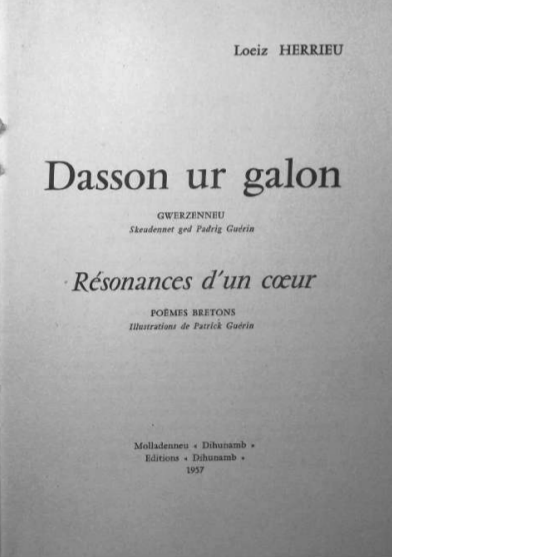 Loeiz HERRIEU
Dasson ur galon
GWERZENNEU
Skeudennet ged Padrig Guérin
Résonances d'un cœur
POÈMES BRETONS
Illustrations de Patrick Guérin
Molladenneu « Dihunamb »
Editions « Dihunamb »
1957